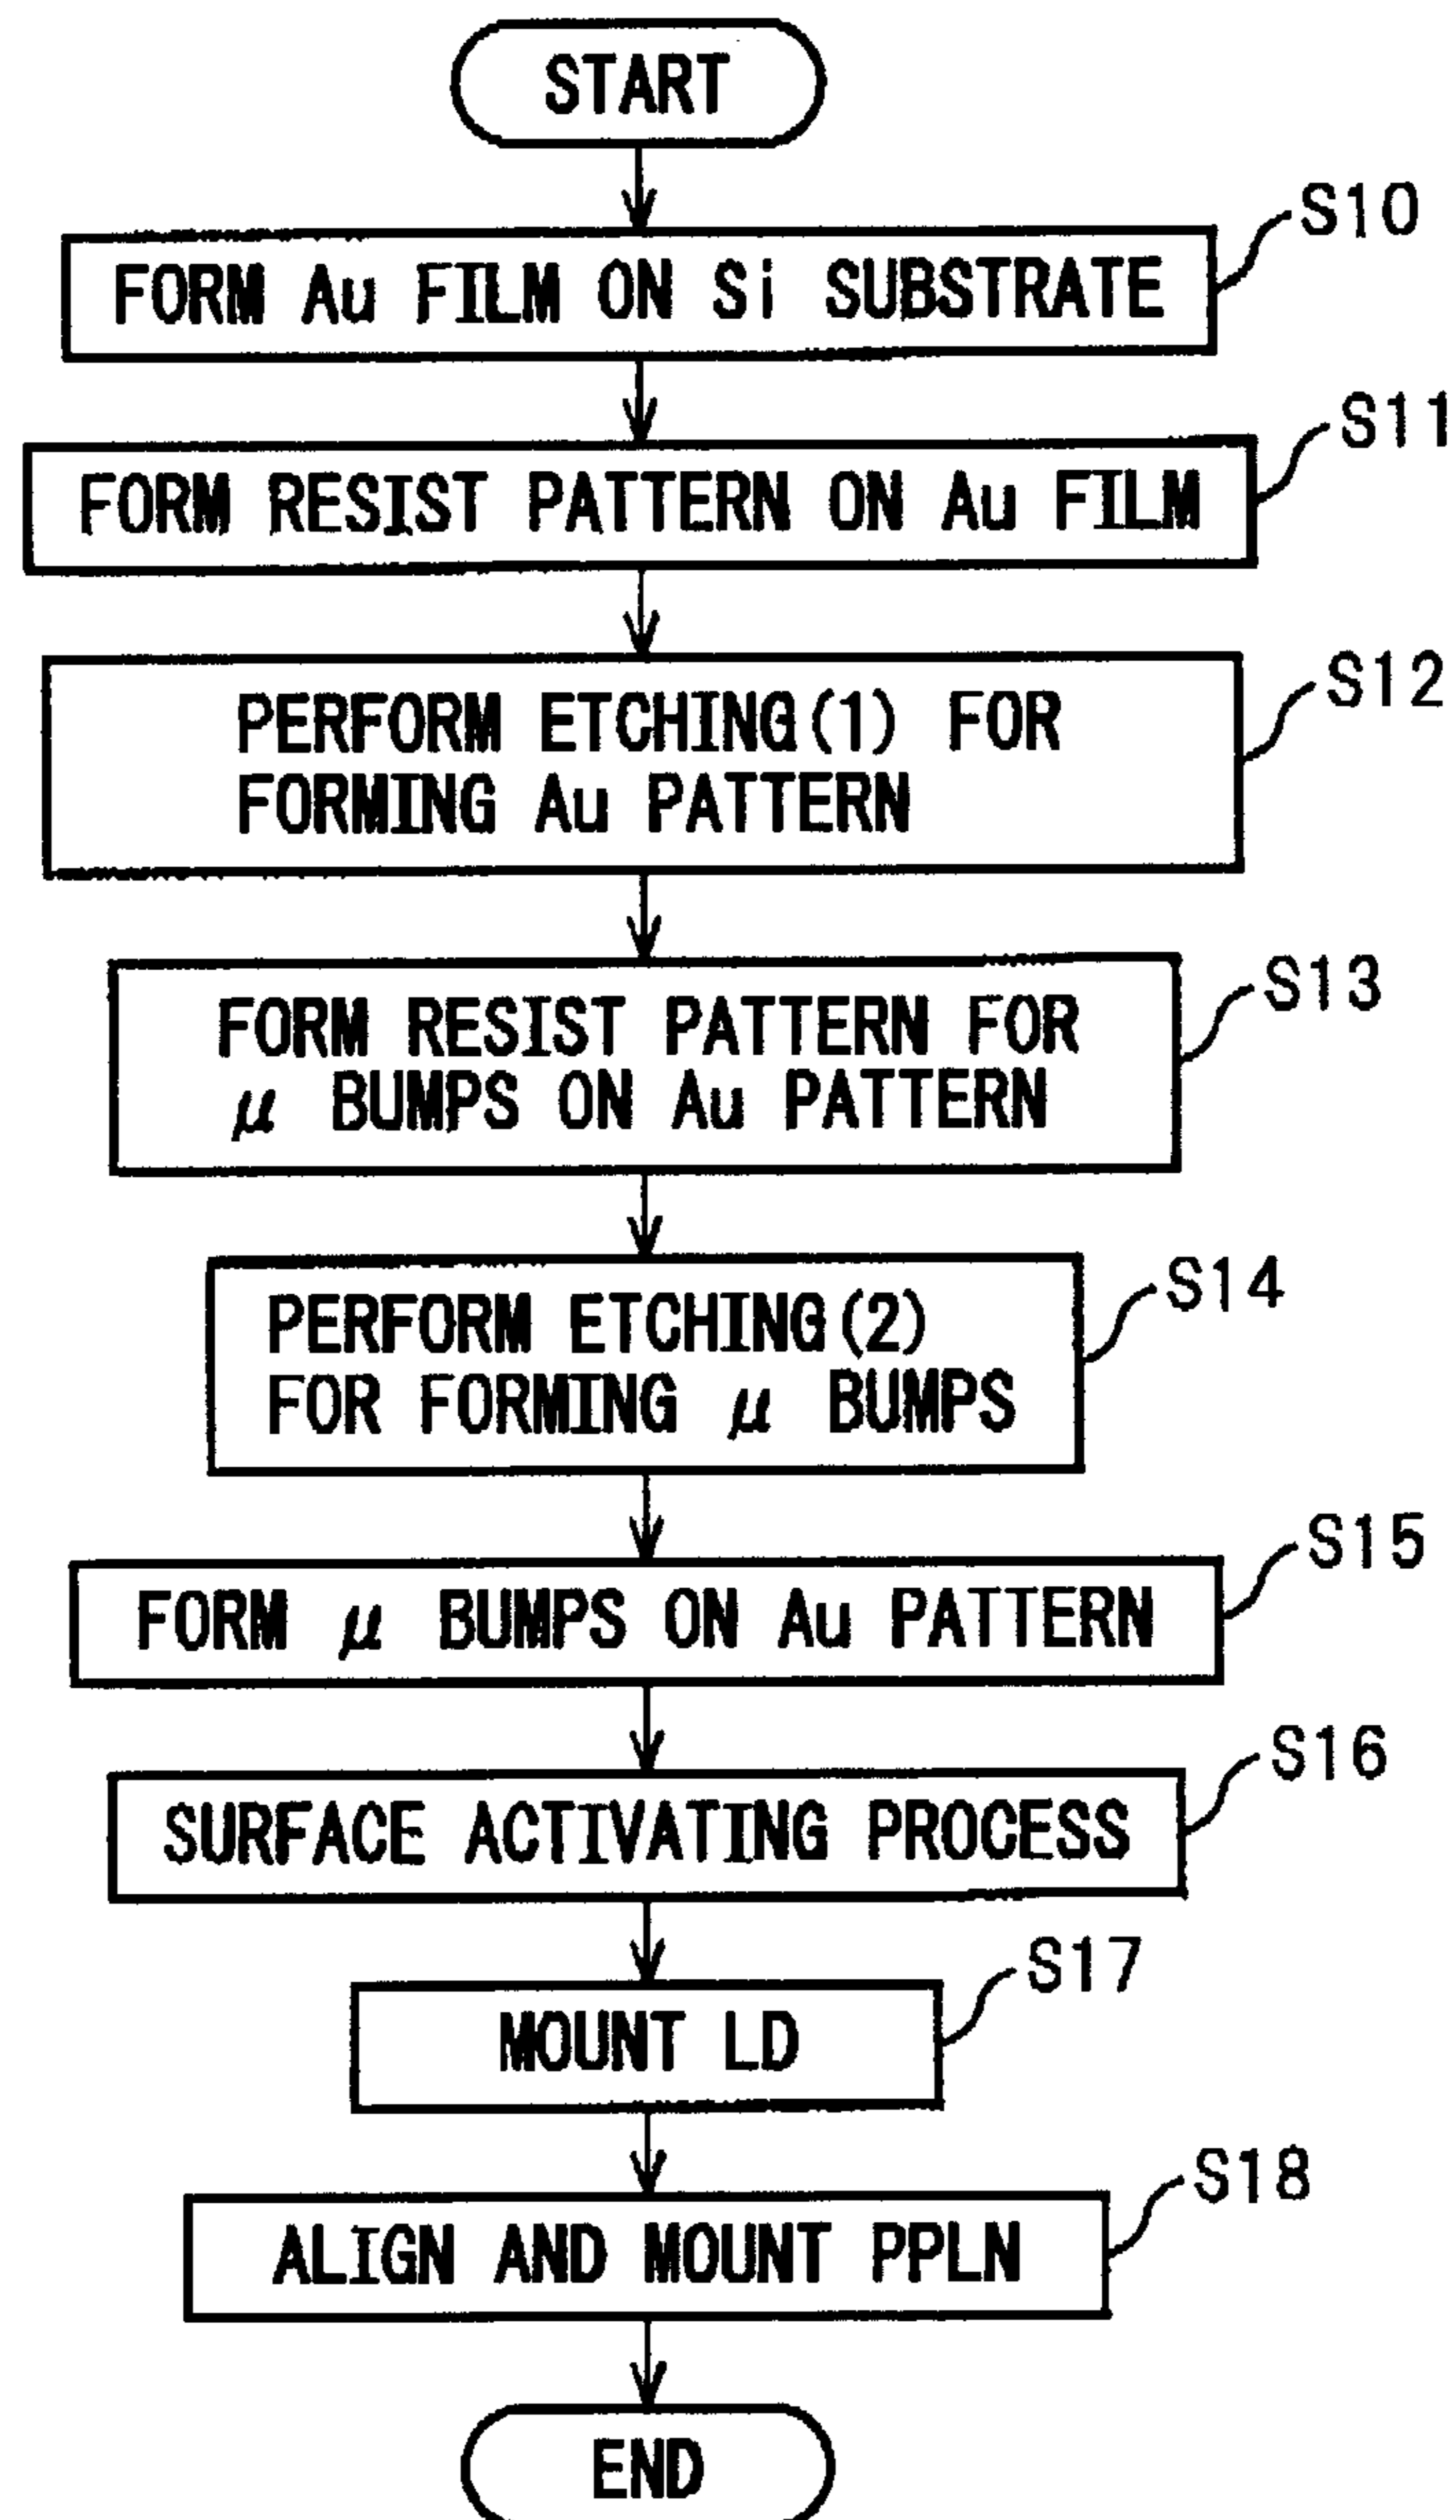 START
S10
FORM Au FILM ON Si SUBSTRATE
S11
FORM RESIST PATTERN ON Au FILM
S12
PERFORM ETCHING(1) FOR
FORMING Au PATTERN
S13
FORM RESIST PATTERN FOR
μ BUMPS ON Au PATTERN
S14
PERFORM ETCHING(2)
FOR FORMING μ BUMPS
S15
FORM μ BUMPS ON Au PATTERN
S16
SURFACE ACTIVATING PROCESS
S17
MOUNT LD
S18
ALIGN AND MOUNT PPLN
END